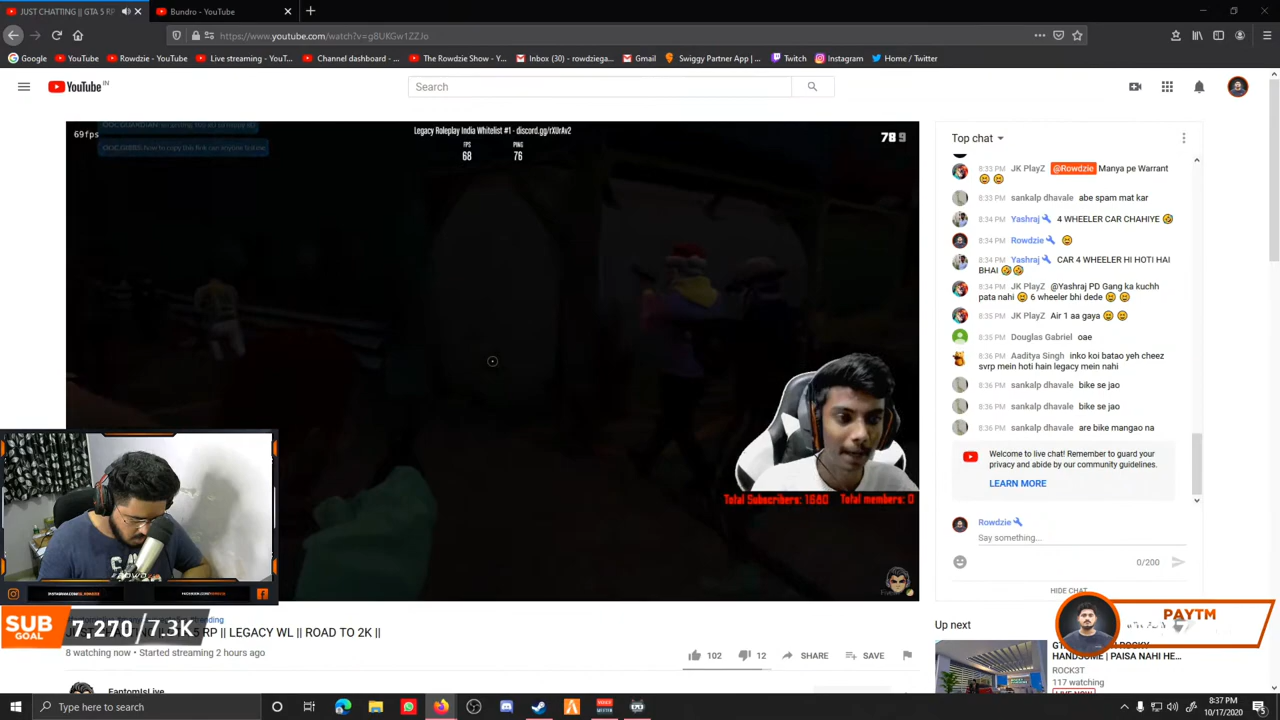 JUST CHATTING || GTA 5 RP
Bundro - YouTube
https://www.youtube.com/watch?v=g8UKGw1ZZJo
Google
YouTube
Rowdzie - YouTube
Live streaming - YouT...
Channel dashboard - ...
The Rowdzie Show - Y...
Inbox (30) - rowdziega...
Gmail
Swiggy Partner App | ...
Twitch
Instagram
Home / Twitter
YouTube IN
Search
69fps
Legacy Roleplay India Whitelist #1 - discord.gg/rXUrAv2
FPS
68
PING
76
789
Total Subscribers: 1680 Total members: 0
Top chat
8:33 PM JK PlayZ @Rowdzie Manya pe Warrant
8:33 PM sankalp dhavale abe spam mat kar
8:34 PM Yashraj 4 WHEELER CAR CHAHIYE
8:34 PM Rowdzie
8:34 PM Yashraj CAR 4 WHEELER HI HOTI HAI
BHAI
8:34 PM JK PlayZ @Yashraj PD Gang ka kuchh
pata nahi 6 wheeler bhi dede
8:35 PM JK PlayZ Air 1 aa gaya
8:35 PM Douglas Gabriel oae
8:36 PM Aaditya Singh inko koi batao yeh cheez
svrp mein hoti hain legacy mein nahi
8:36 PM sankalp dhavale bike se jao
8:36 PM sankalp dhavale bike se jao
8:36 PM sankalp dhavale are bike mangao na
Welcome to live chat! Remember to guard your
privacy and abide by our community guidelines.
LEARN MORE
Rowdzie
Say something...
0/200
HIDE CHAT
SUB
GOAL
7,270/7.3K
5 RP || LEGACY WL || ROAD TO 2K ||
8 watching now • Started streaming 2 hours ago
102
12
SHARE
SAVE
FantomIsLive
PAYTM
Up next
HANDSOME | PAISA NAHI HE...
ROCK3T
117 watching
LIVE NOW
Type here to search
8:37 PM
10/17/2020